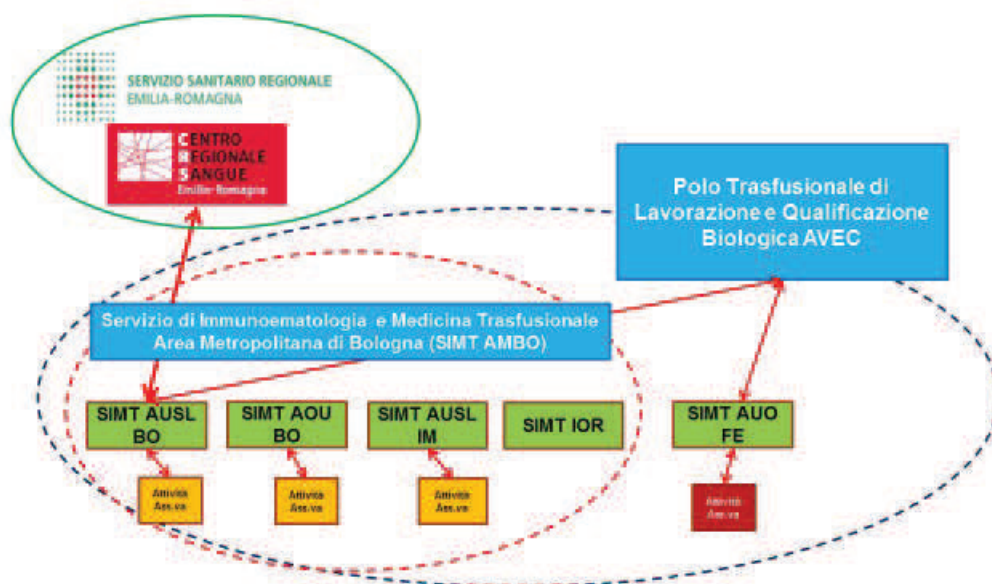 SERVIZIO SANITARIO REGIONALE
EMILIA-ROMAGNA
CENTRO
REGIONALE
SANGUE
Emilia-Romagna
Polo Trasfusionale di
Lavorazione e Qualificazione
Biologica AVEC
Servizio di Immunoematologia e Medicina Trasfusionale
Area Metropolitana di Bologna (SIMT AMBO)
SIMT AUSL
BO
SIMT AOU
BO
SIMT AUSL
IM
SIMT IOR
SIMT AUO
FE
Attività
Ass.va
Attività
Ass.va
Attività
Ass.va
Attività
Ass.va